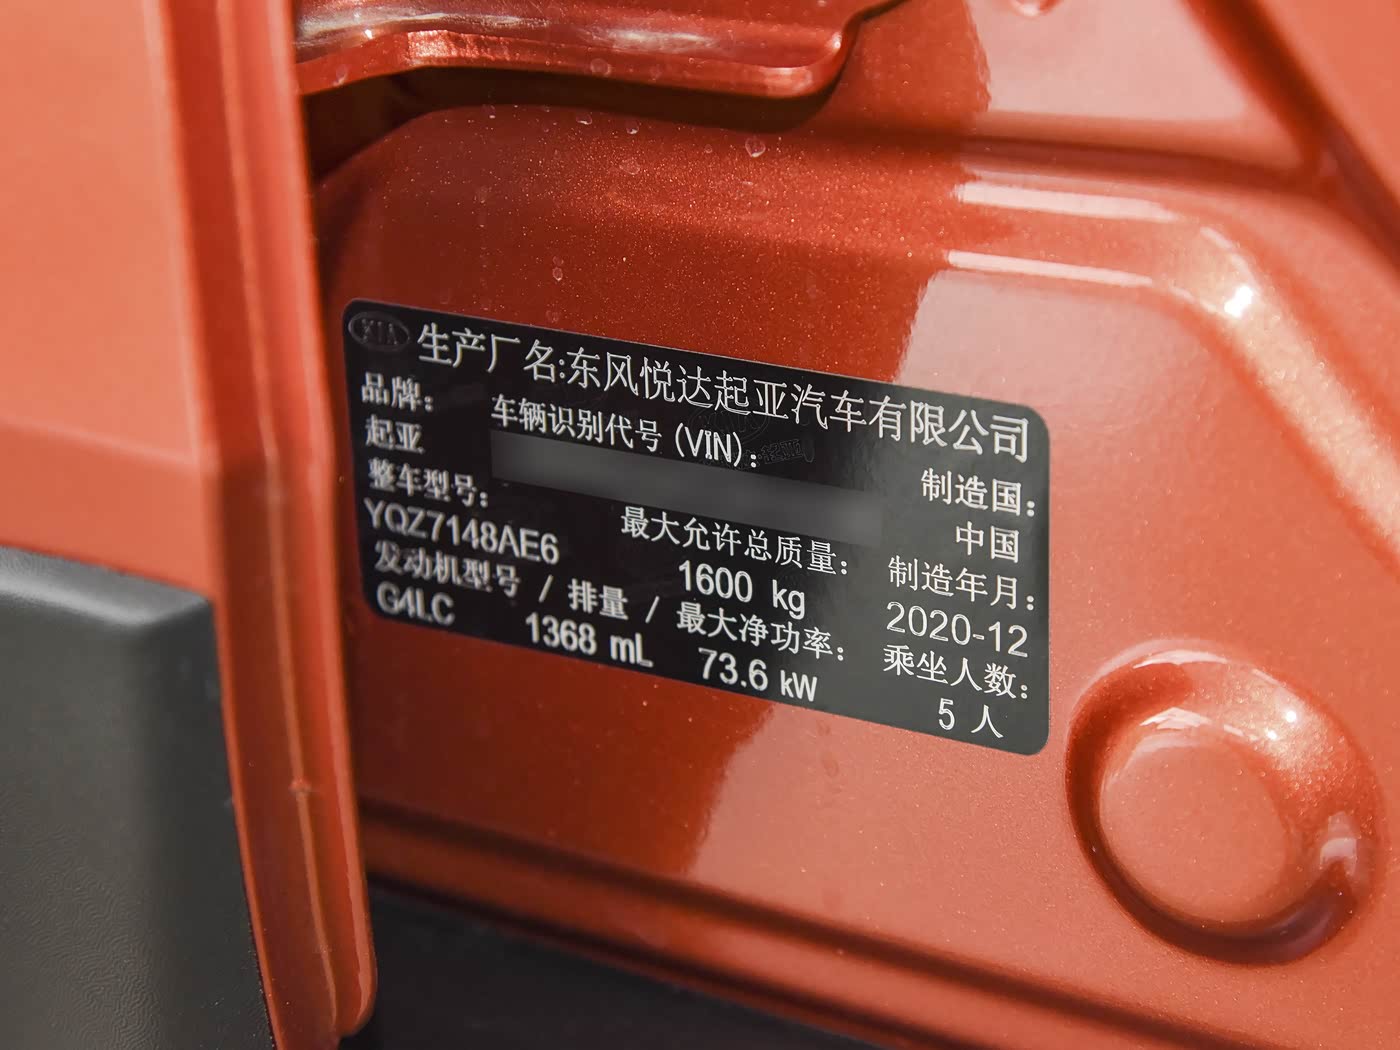 KIA 生产厂名:东风悦达起亚汽车有限公司
品牌: 车辆识别代号 (VIN): 制造国:
起亚 中国
整车型号: 最大允许总质量: 制造年月:
YQZ7148AE6 1600 kg 2020-12
发动机型号 / 排量 / 最大净功率: 乘坐人数:
G4LC 1368 mL 73.6 kW 5 人